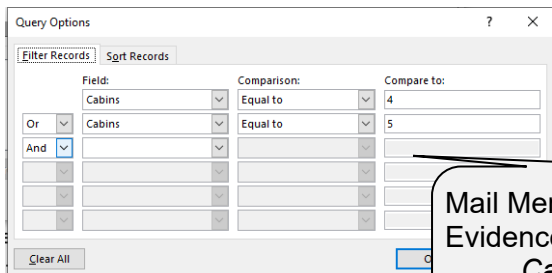 Query Options ? ×
Filter Records Sort Records
Field: Comparison: Compare to:
Cabins Equal to 4
Or Cabins Equal to 5
And
Mail
Evidence
Clear All